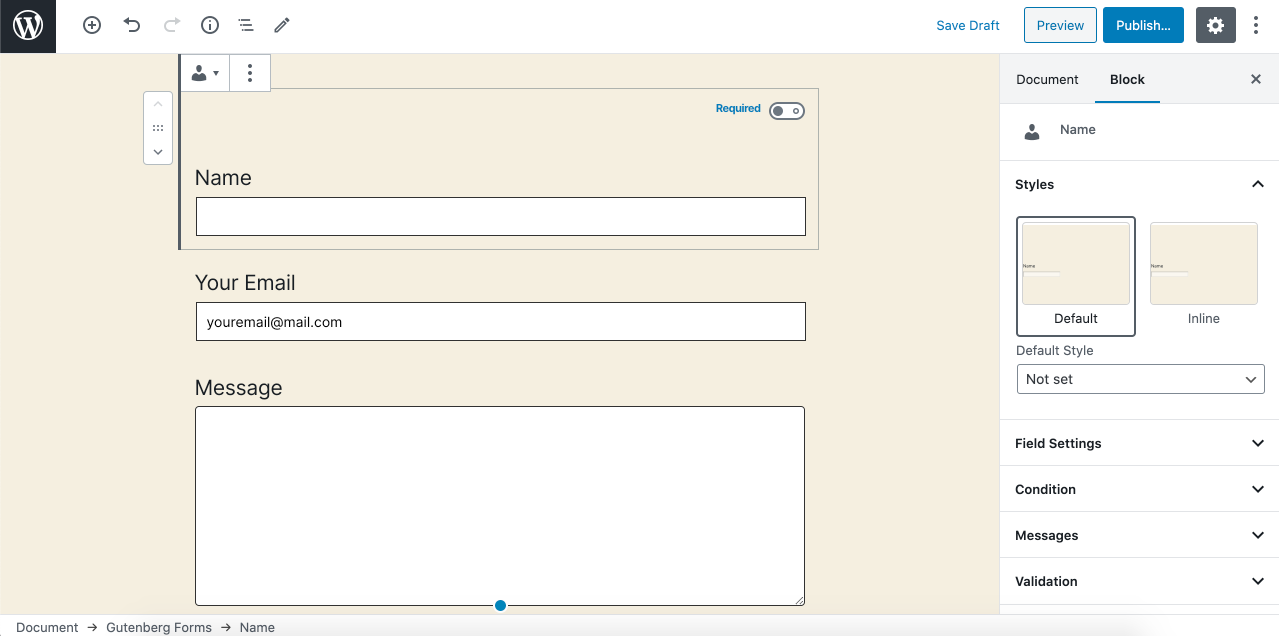 Save Draft
Preview
Publish...
Document
Block
Required
Name
Your Email
youremail@mail.com
Message
Name
Styles
Name
Name
Default
Inline
Default Style
Not set
Field Settings
Condition
Messages
Validation
Document → Gutenberg Forms → Name